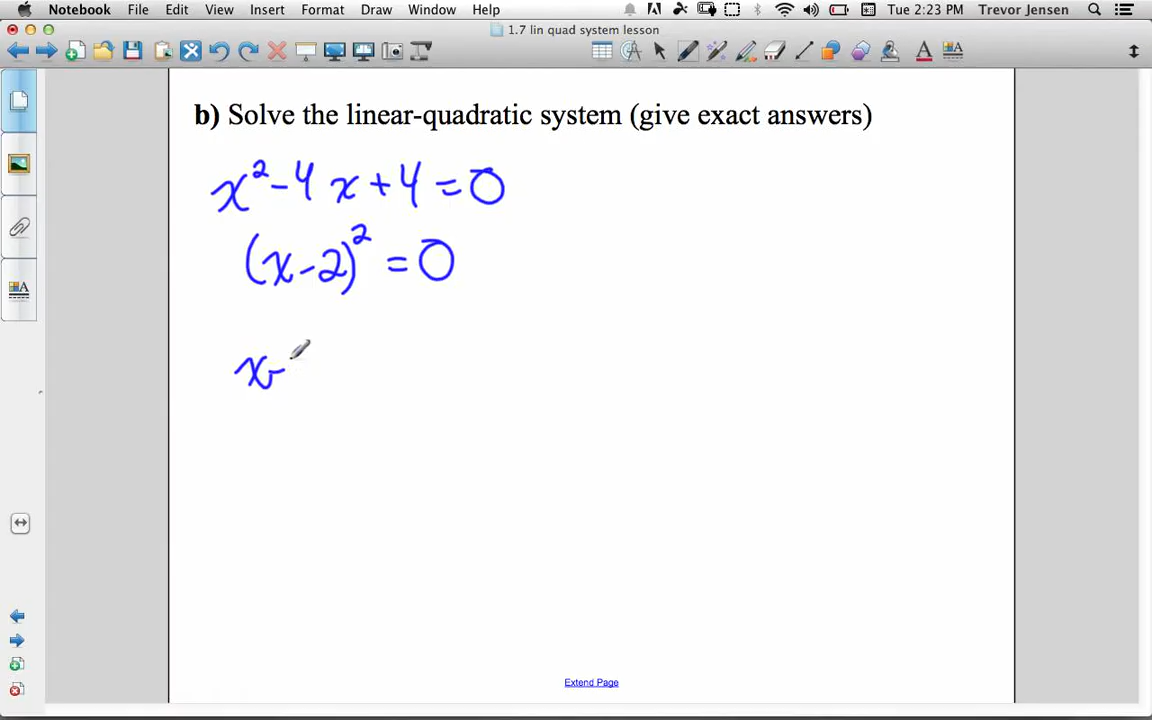 Notebook File Edit View Insert Format Draw Window Help Tue 2:23 PM Trevor Jensen
1.7 lin quad system lesson
b) Solve the linear-quadratic system (give exact answers)
x² - 4x + 4 = 0
(x - 2)² = 0
x -
Extend Page